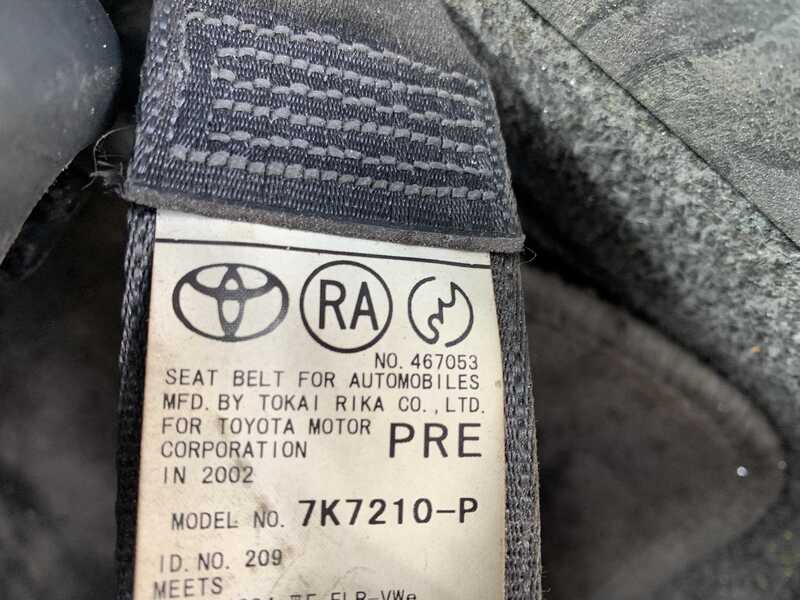 RA
NO. 467053
SEAT BELT FOR AUTOMOBILES
MFD. BY TOKAI RIKA CO., LTD.
FOR TOYOTA MOTOR
CORPORATION PRE
IN 2002
MODEL NO. 7K7210-P
ID. NO. 209
MEETS